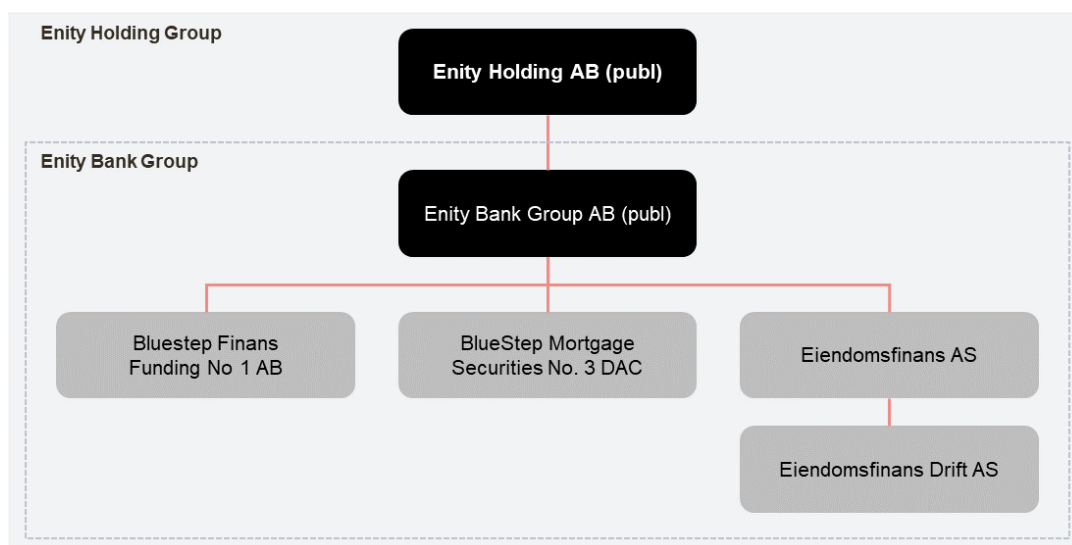 Enity Holding Group
Enity Holding AB (publ)
Enity Bank Group
Enity Bank Group AB (publ)
Bluestep Finans
Funding No 1 AB
BlueStep Mortgage
Securities No. 3 DAC
Eiendomsfinans AS
Eiendomsfinans Drift AS